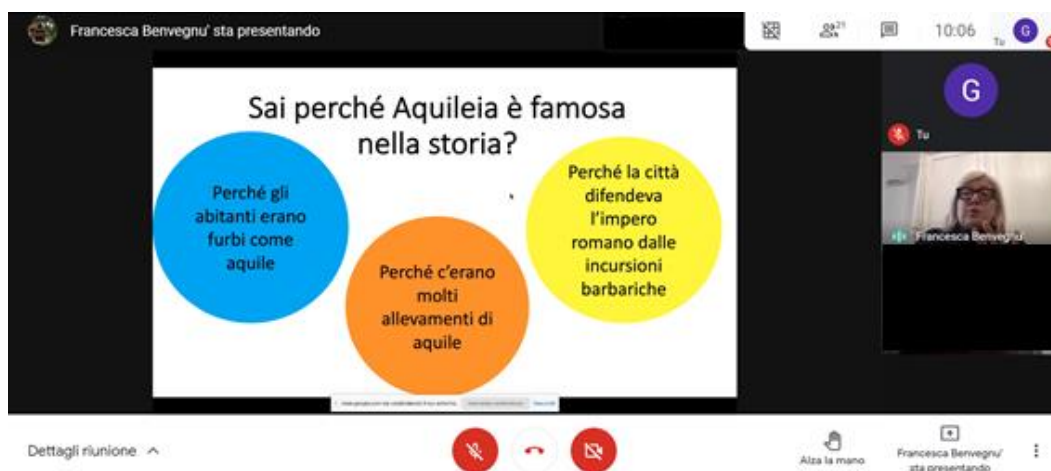 Francesca Benvegnu' sta presentando
21
10:06
Tu
G
Sai perché Aquileia è famosa
nella storia?
Perché gli
abitanti erano
furbi come
aquile
Perché c'erano
molti
allevamenti di
aquile
Perché la città
difendeva
l'impero
romano dalle
incursioni
barbariche
G
Tu
Francesca Benvegnu'
Dettagli riunione
Alza la mano
Francesca Benvegnu'
sta presentando